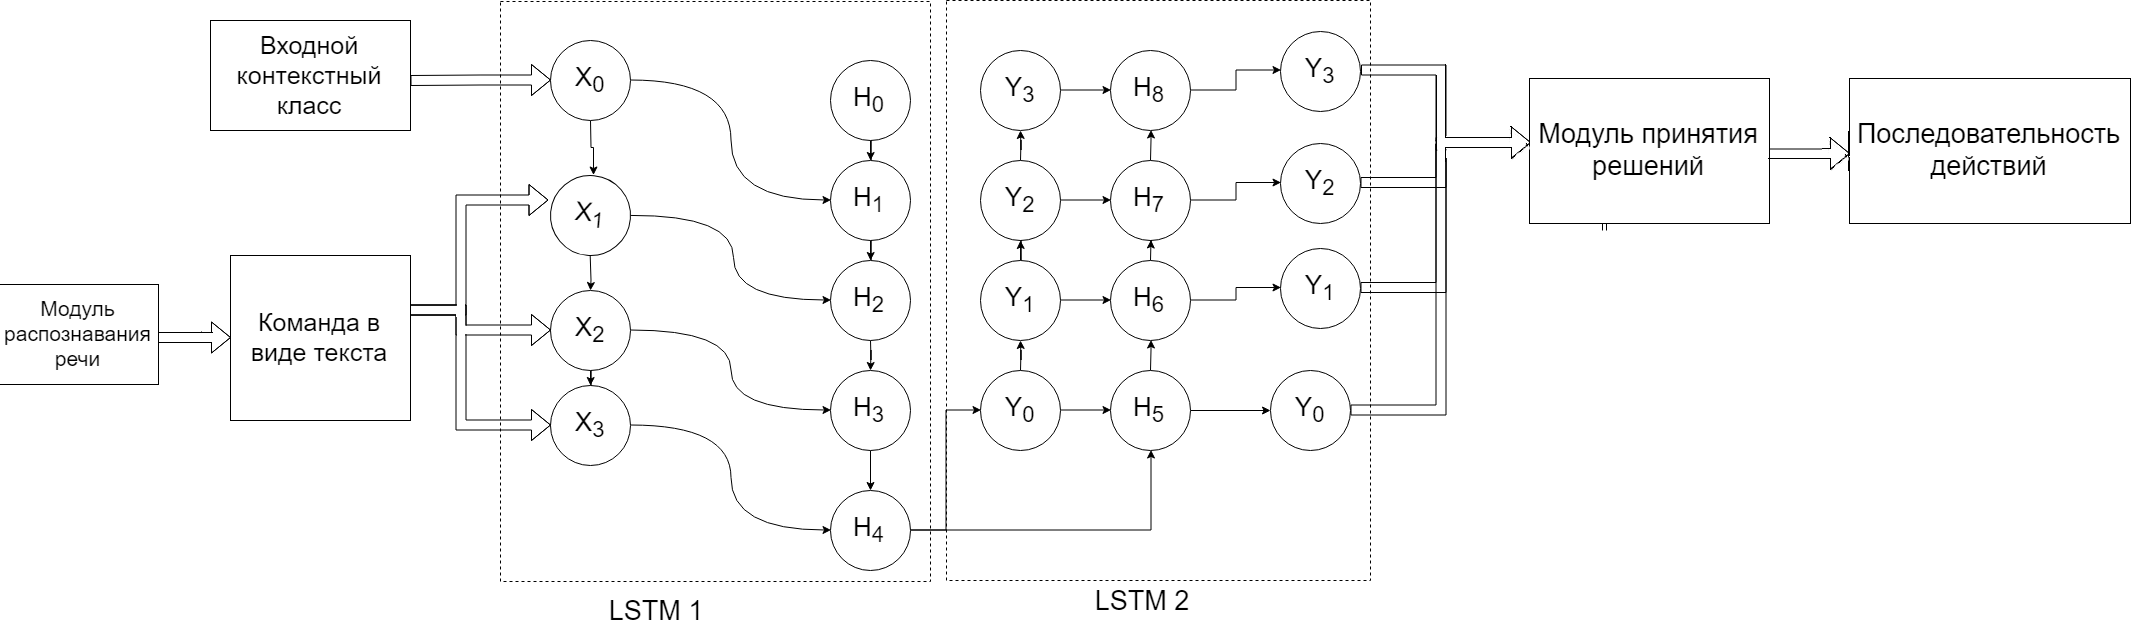 Входной
контекстный
класс
Модуль
распознавания
речи
Команда в
виде текста
X0
X1
X2
X3
H0
H1
H2
H3
H4
LSTM 1
Y3
H8
Y3
Y2
H7
Y2
Y1
H6
Y1
Y0
H5
Y0
LSTM 2
Модуль принятия
решений
Последовательность
действий